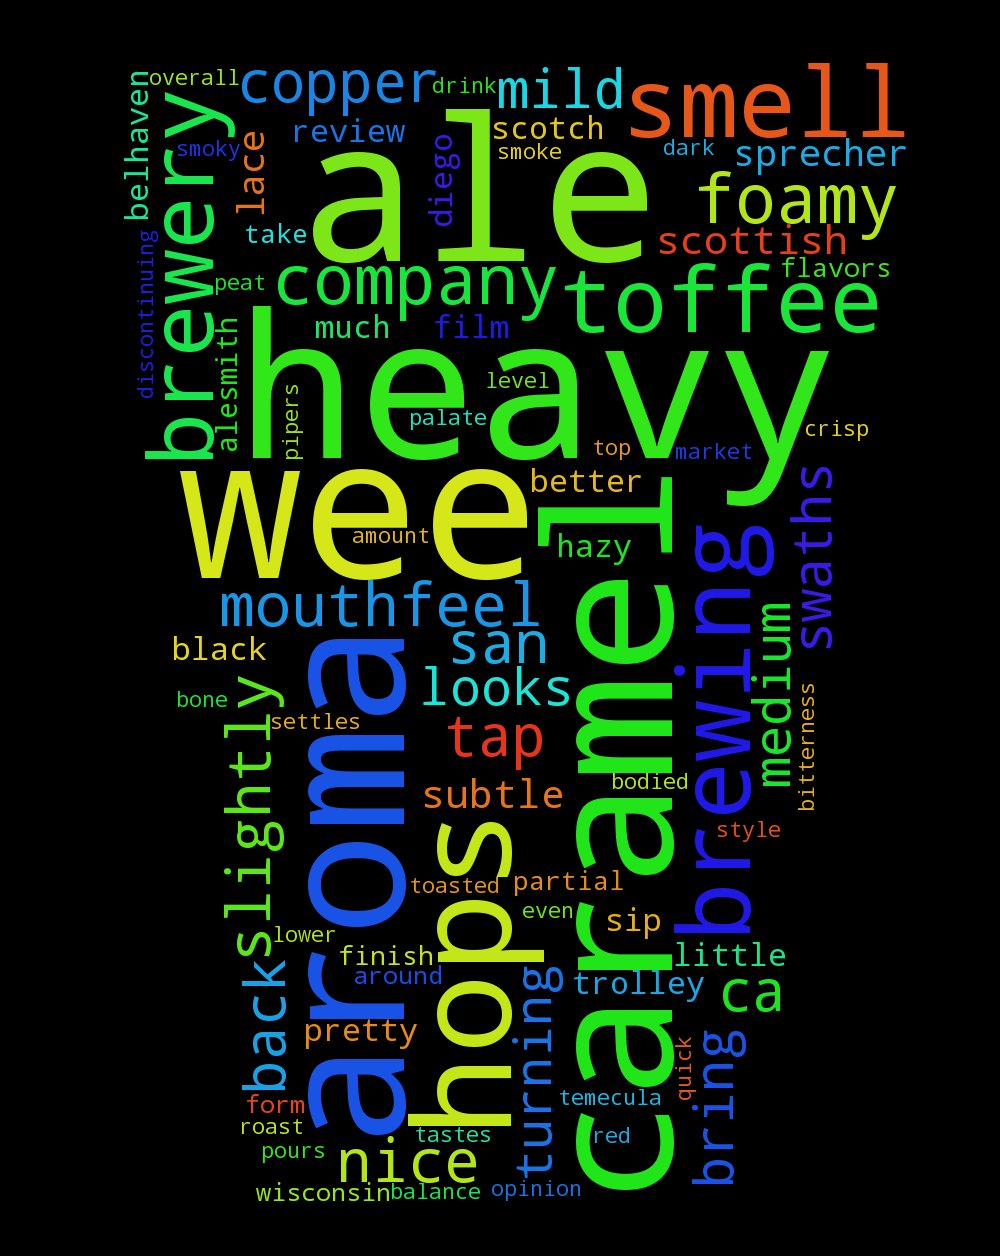 overall
copper
drink
mild
smell
belhaven
brewery
smoky
lace
review
ale
diego
scotch
smoke
dark
sprecher
foamy
take
scottish
discontinuing
peat
company
toffee
flavors
alesmith
much
film
heavy
pipers
level
palate
top
market
crisp
wee
better
caramel
amount
hazy
brewing
swaths
mouthfeel
black
aroma
san
medium
bone
slightly
settles
looks
tap
bitterness
subtle
bodied
hops
style
toasted
partial
even
sip
lower
finish
around
little
back
turning
trolley
ca
pretty
quick
bring
form
temecula
roast
tastes
red
pours
nice
wisconsin
balance
opinion